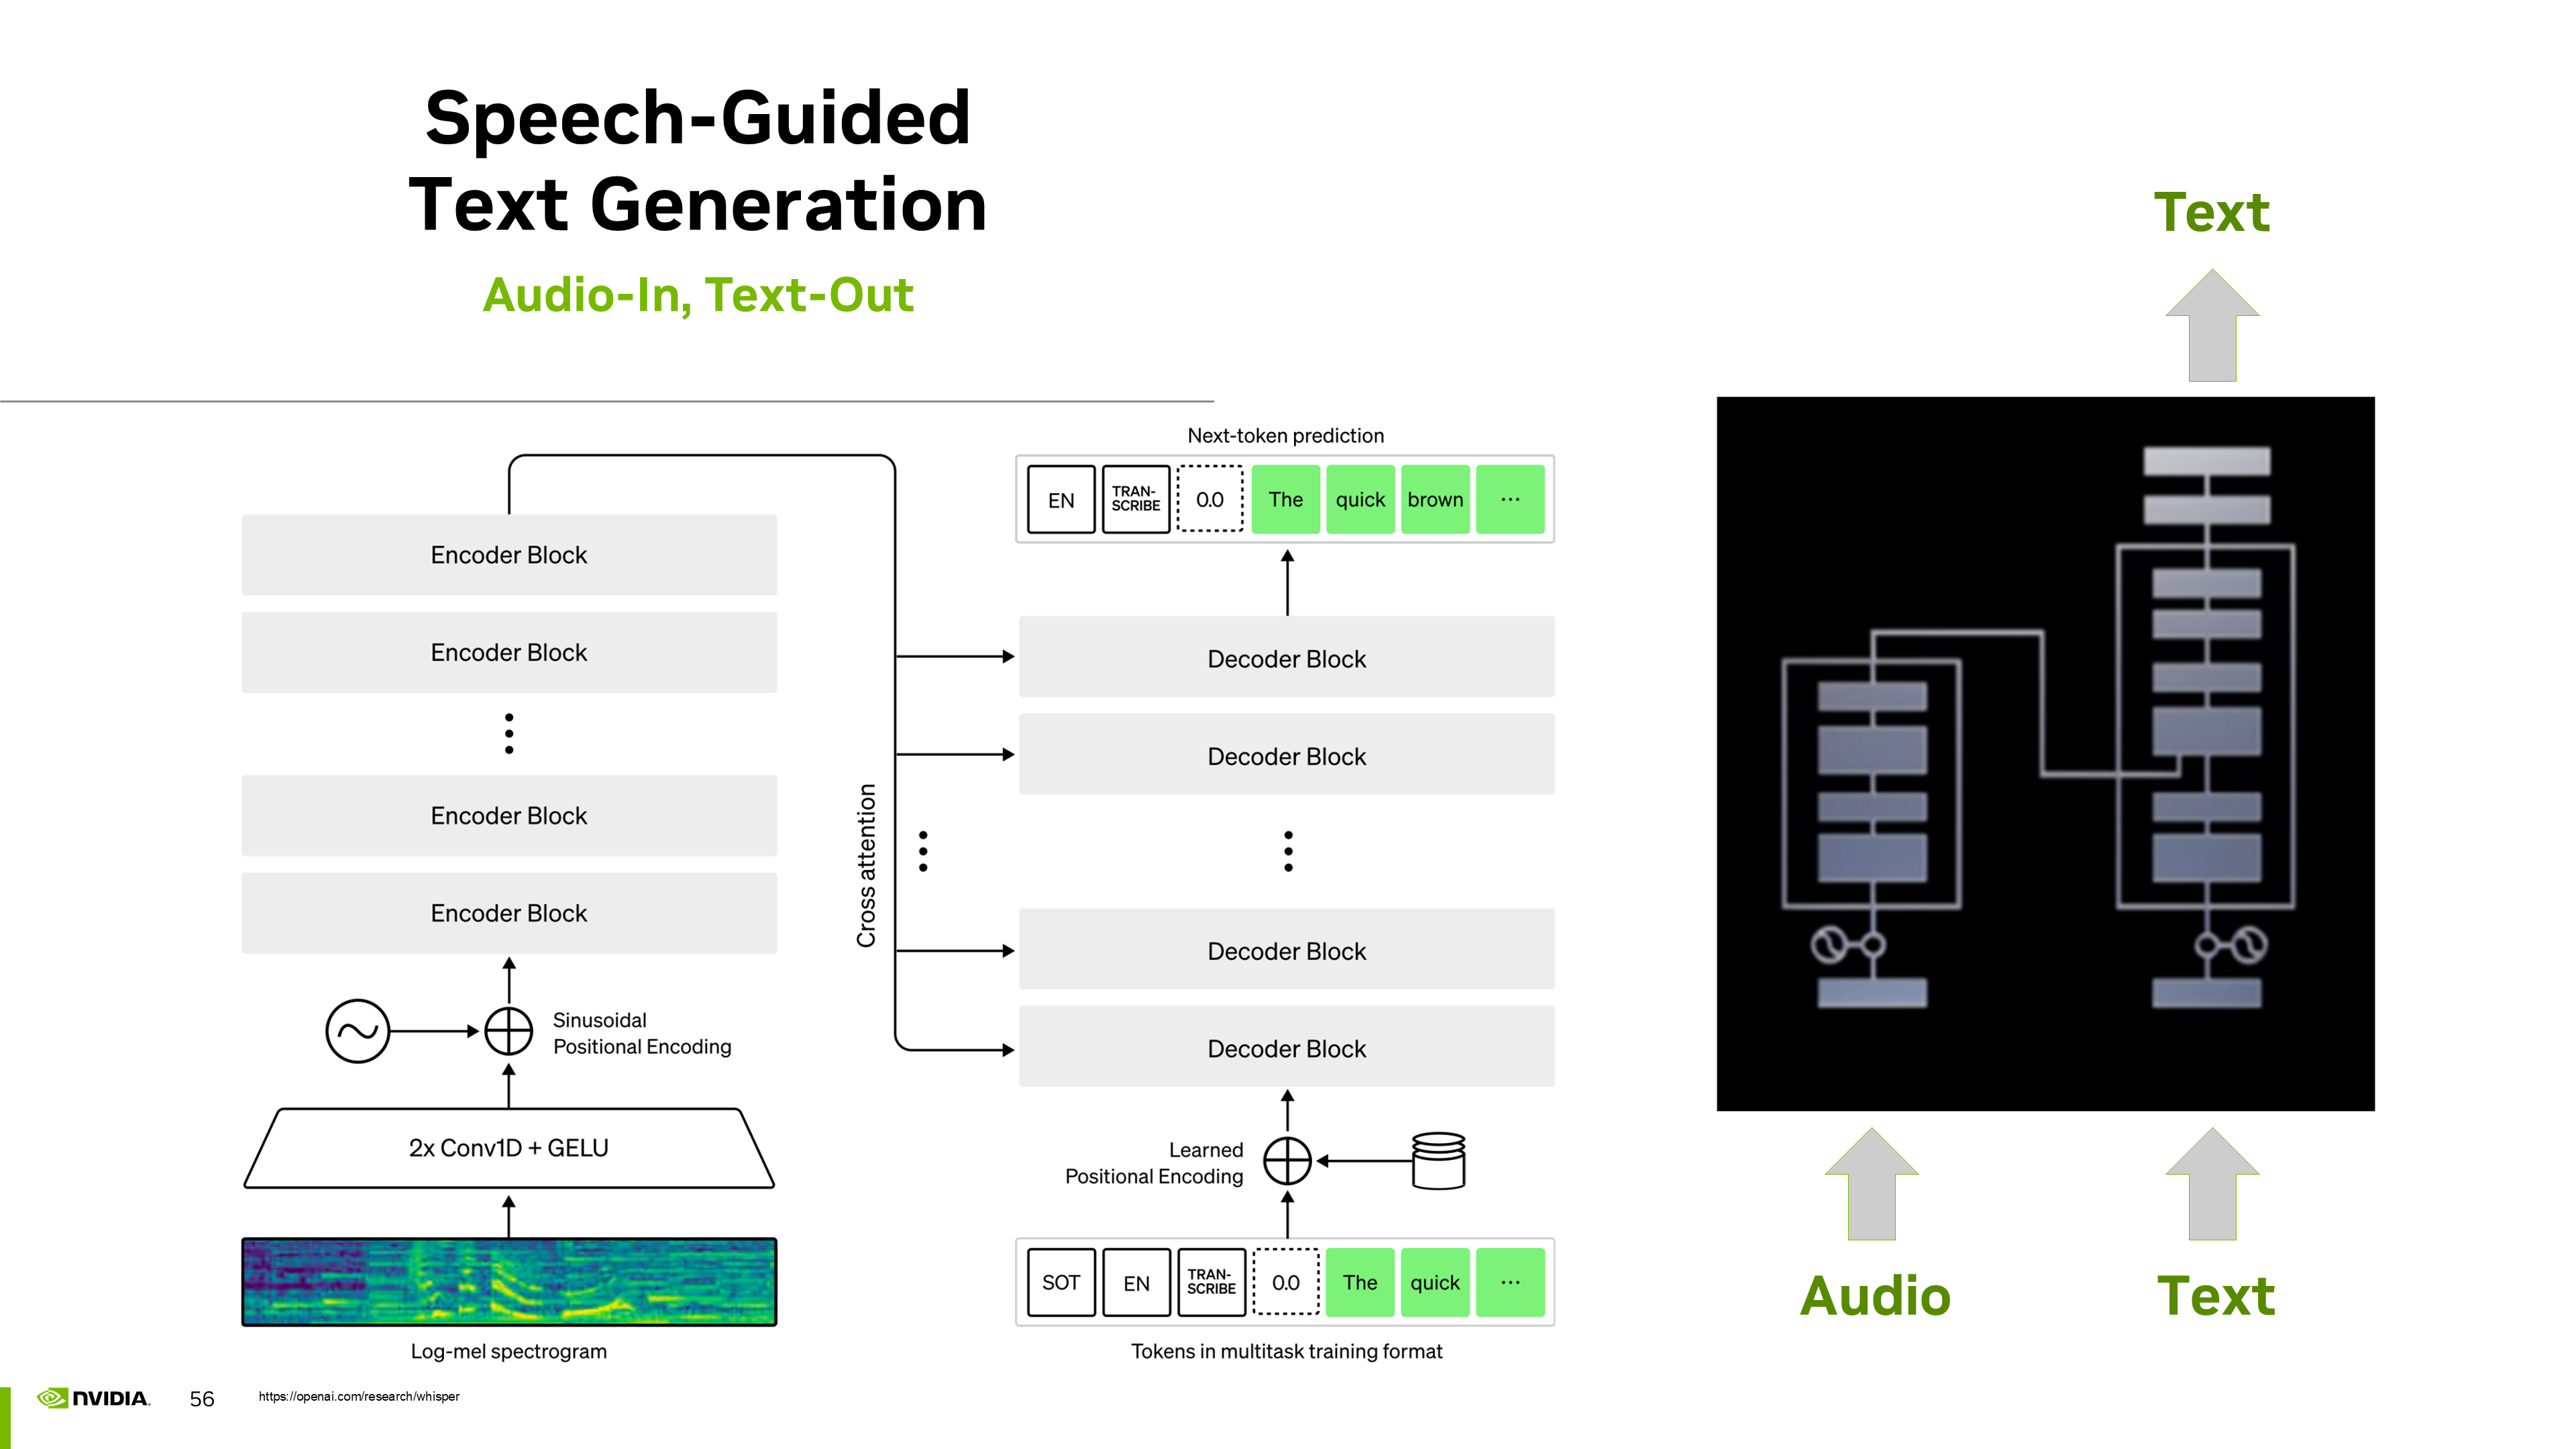 Speech-Guided
Text Generation
Audio-In, Text-Out
Encoder Block
Encoder Block
Encoder Block
Encoder Block
Sinusoidal
Positional Encoding
2x Conv1D + GELU
Log-mel spectrogram
Cross attention
Next-token prediction
EN TRAN-SCRIBE 0.0 The quick brown ...
Decoder Block
Decoder Block
Decoder Block
Decoder Block
Learned
Positional Encoding
SOT EN TRAN-SCRIBE 0.0 The quick ...
Tokens in multitask training format
Text
Audio
Text
NVIDIA.
56
https://openai.com/research/whisper